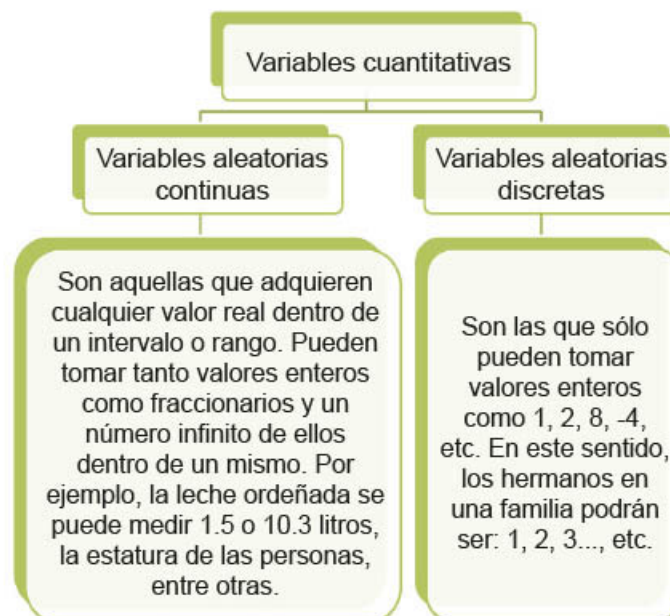 Variables cuantitativas
Variables aleatorias
continuas
Variables aleatorias
discretas
Son aquellas que adquieren
cualquier valor real dentro de
un intervalo o rango. Pueden
tomar tanto valores enteros
como fraccionarios y un
número infinito de ellos
dentro de un mismo. Por
ejemplo, la leche ordeñada se
puede medir 1.5 o 10.3 litros,
la estatura de las personas,
entre otras.
Son las que sólo
pueden tomar
valores enteros
como 1, 2, 8, -4,
etc. En este sentido,
los hermanos en
una familia podrán
ser: 1, 2, 3..., etc.